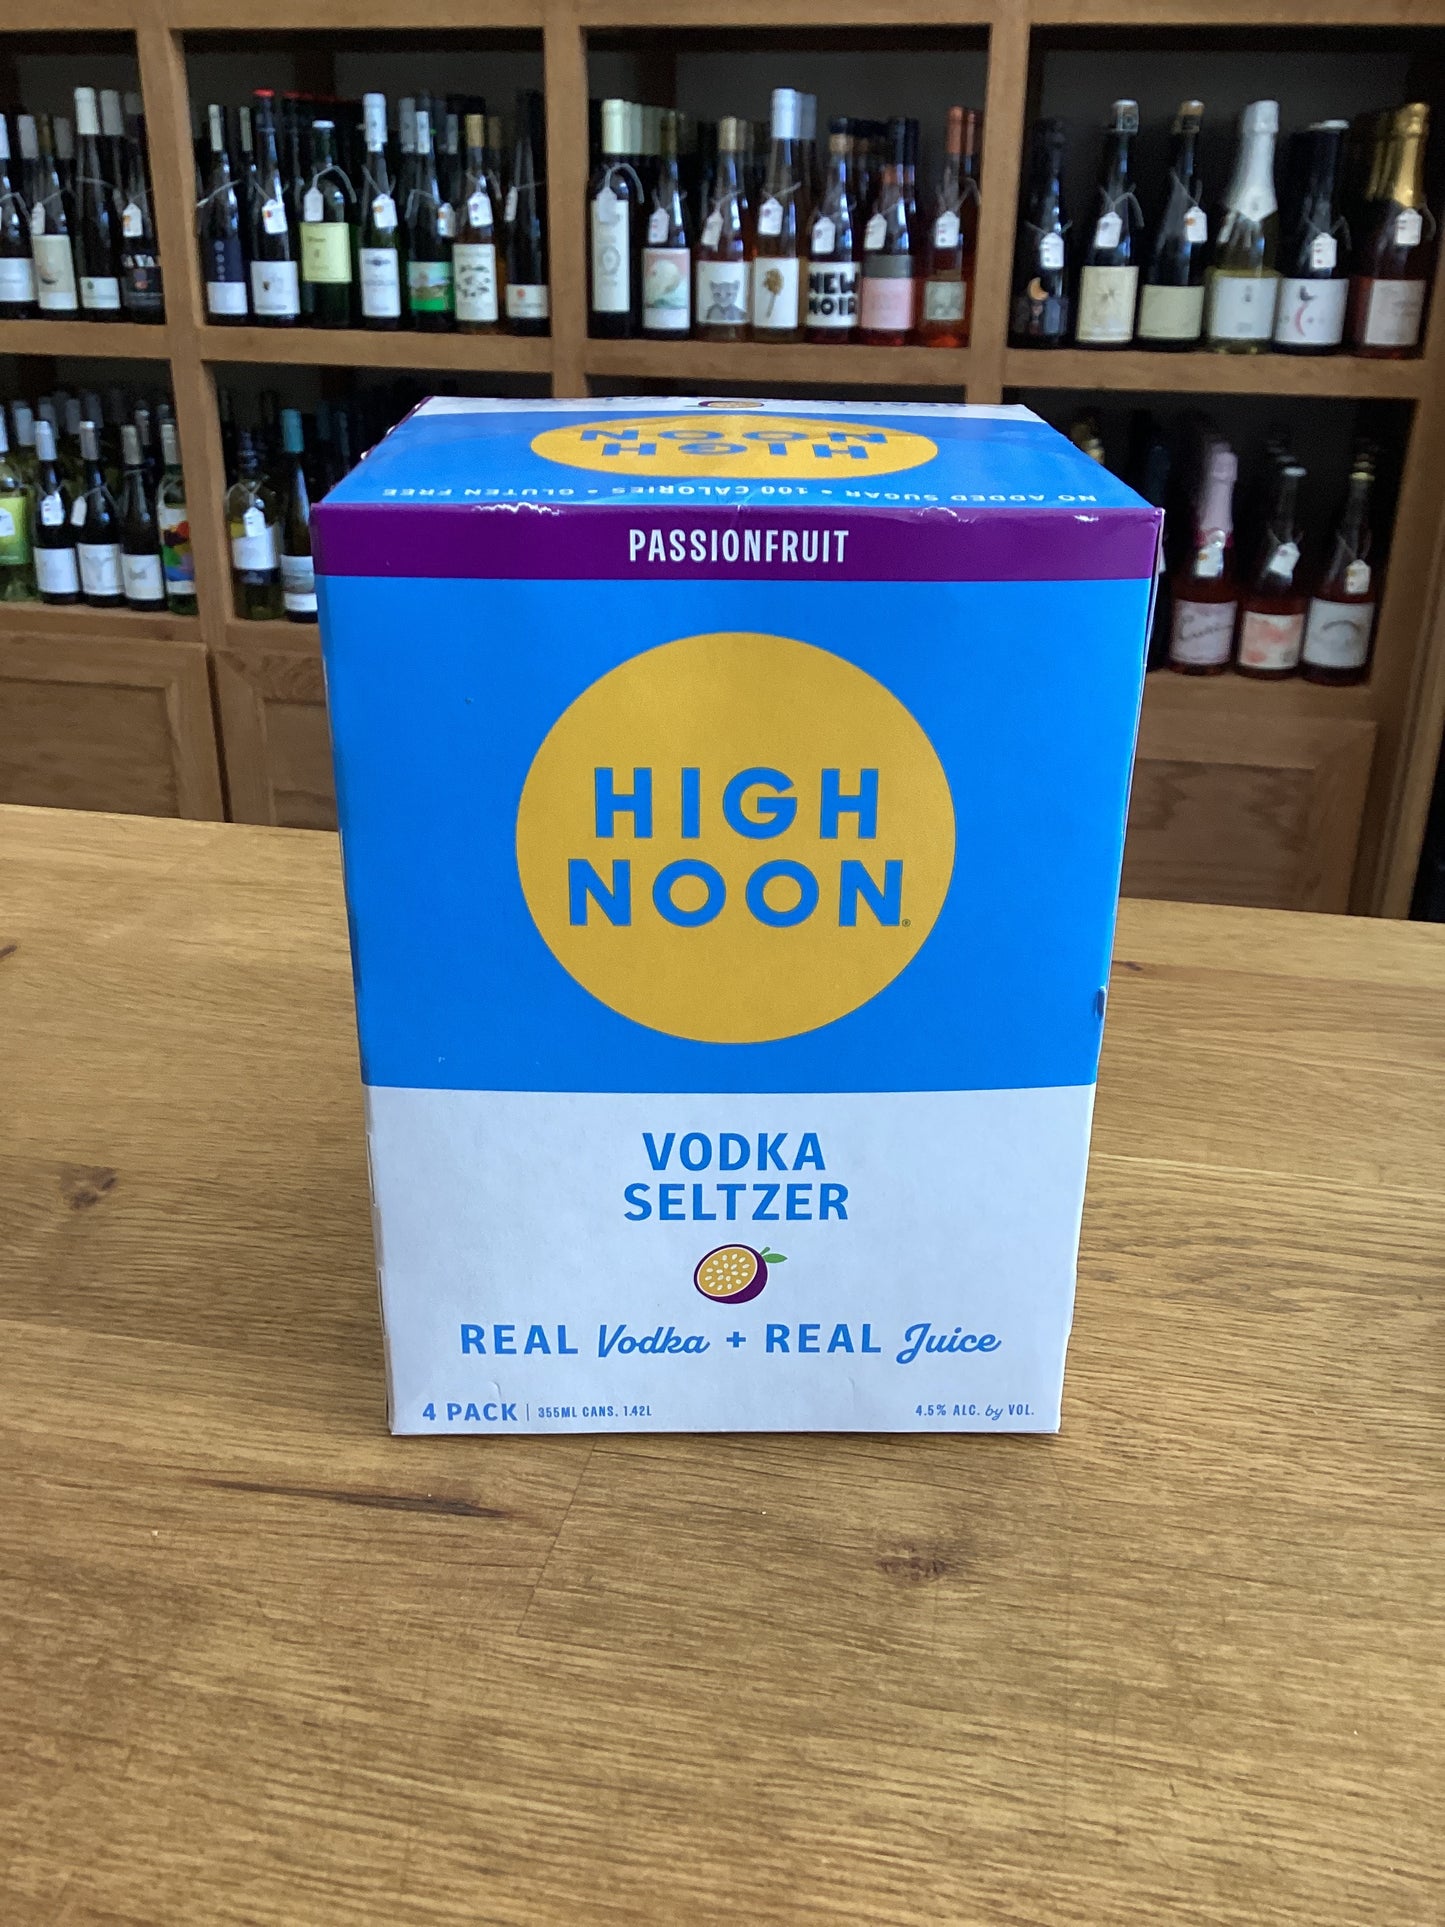 HIGH
NOON
NO ADDED SUGAR • 100 CALORIES • GLUTEN FREE
PASSIONFRUIT
HIGH
NOON®
VODKA
SELTZER
REAL Vodka + REAL Juice
4 PACK | 355ML CANS. 1.42L
4.5% ALC. by VOL.
NEW
NOIR